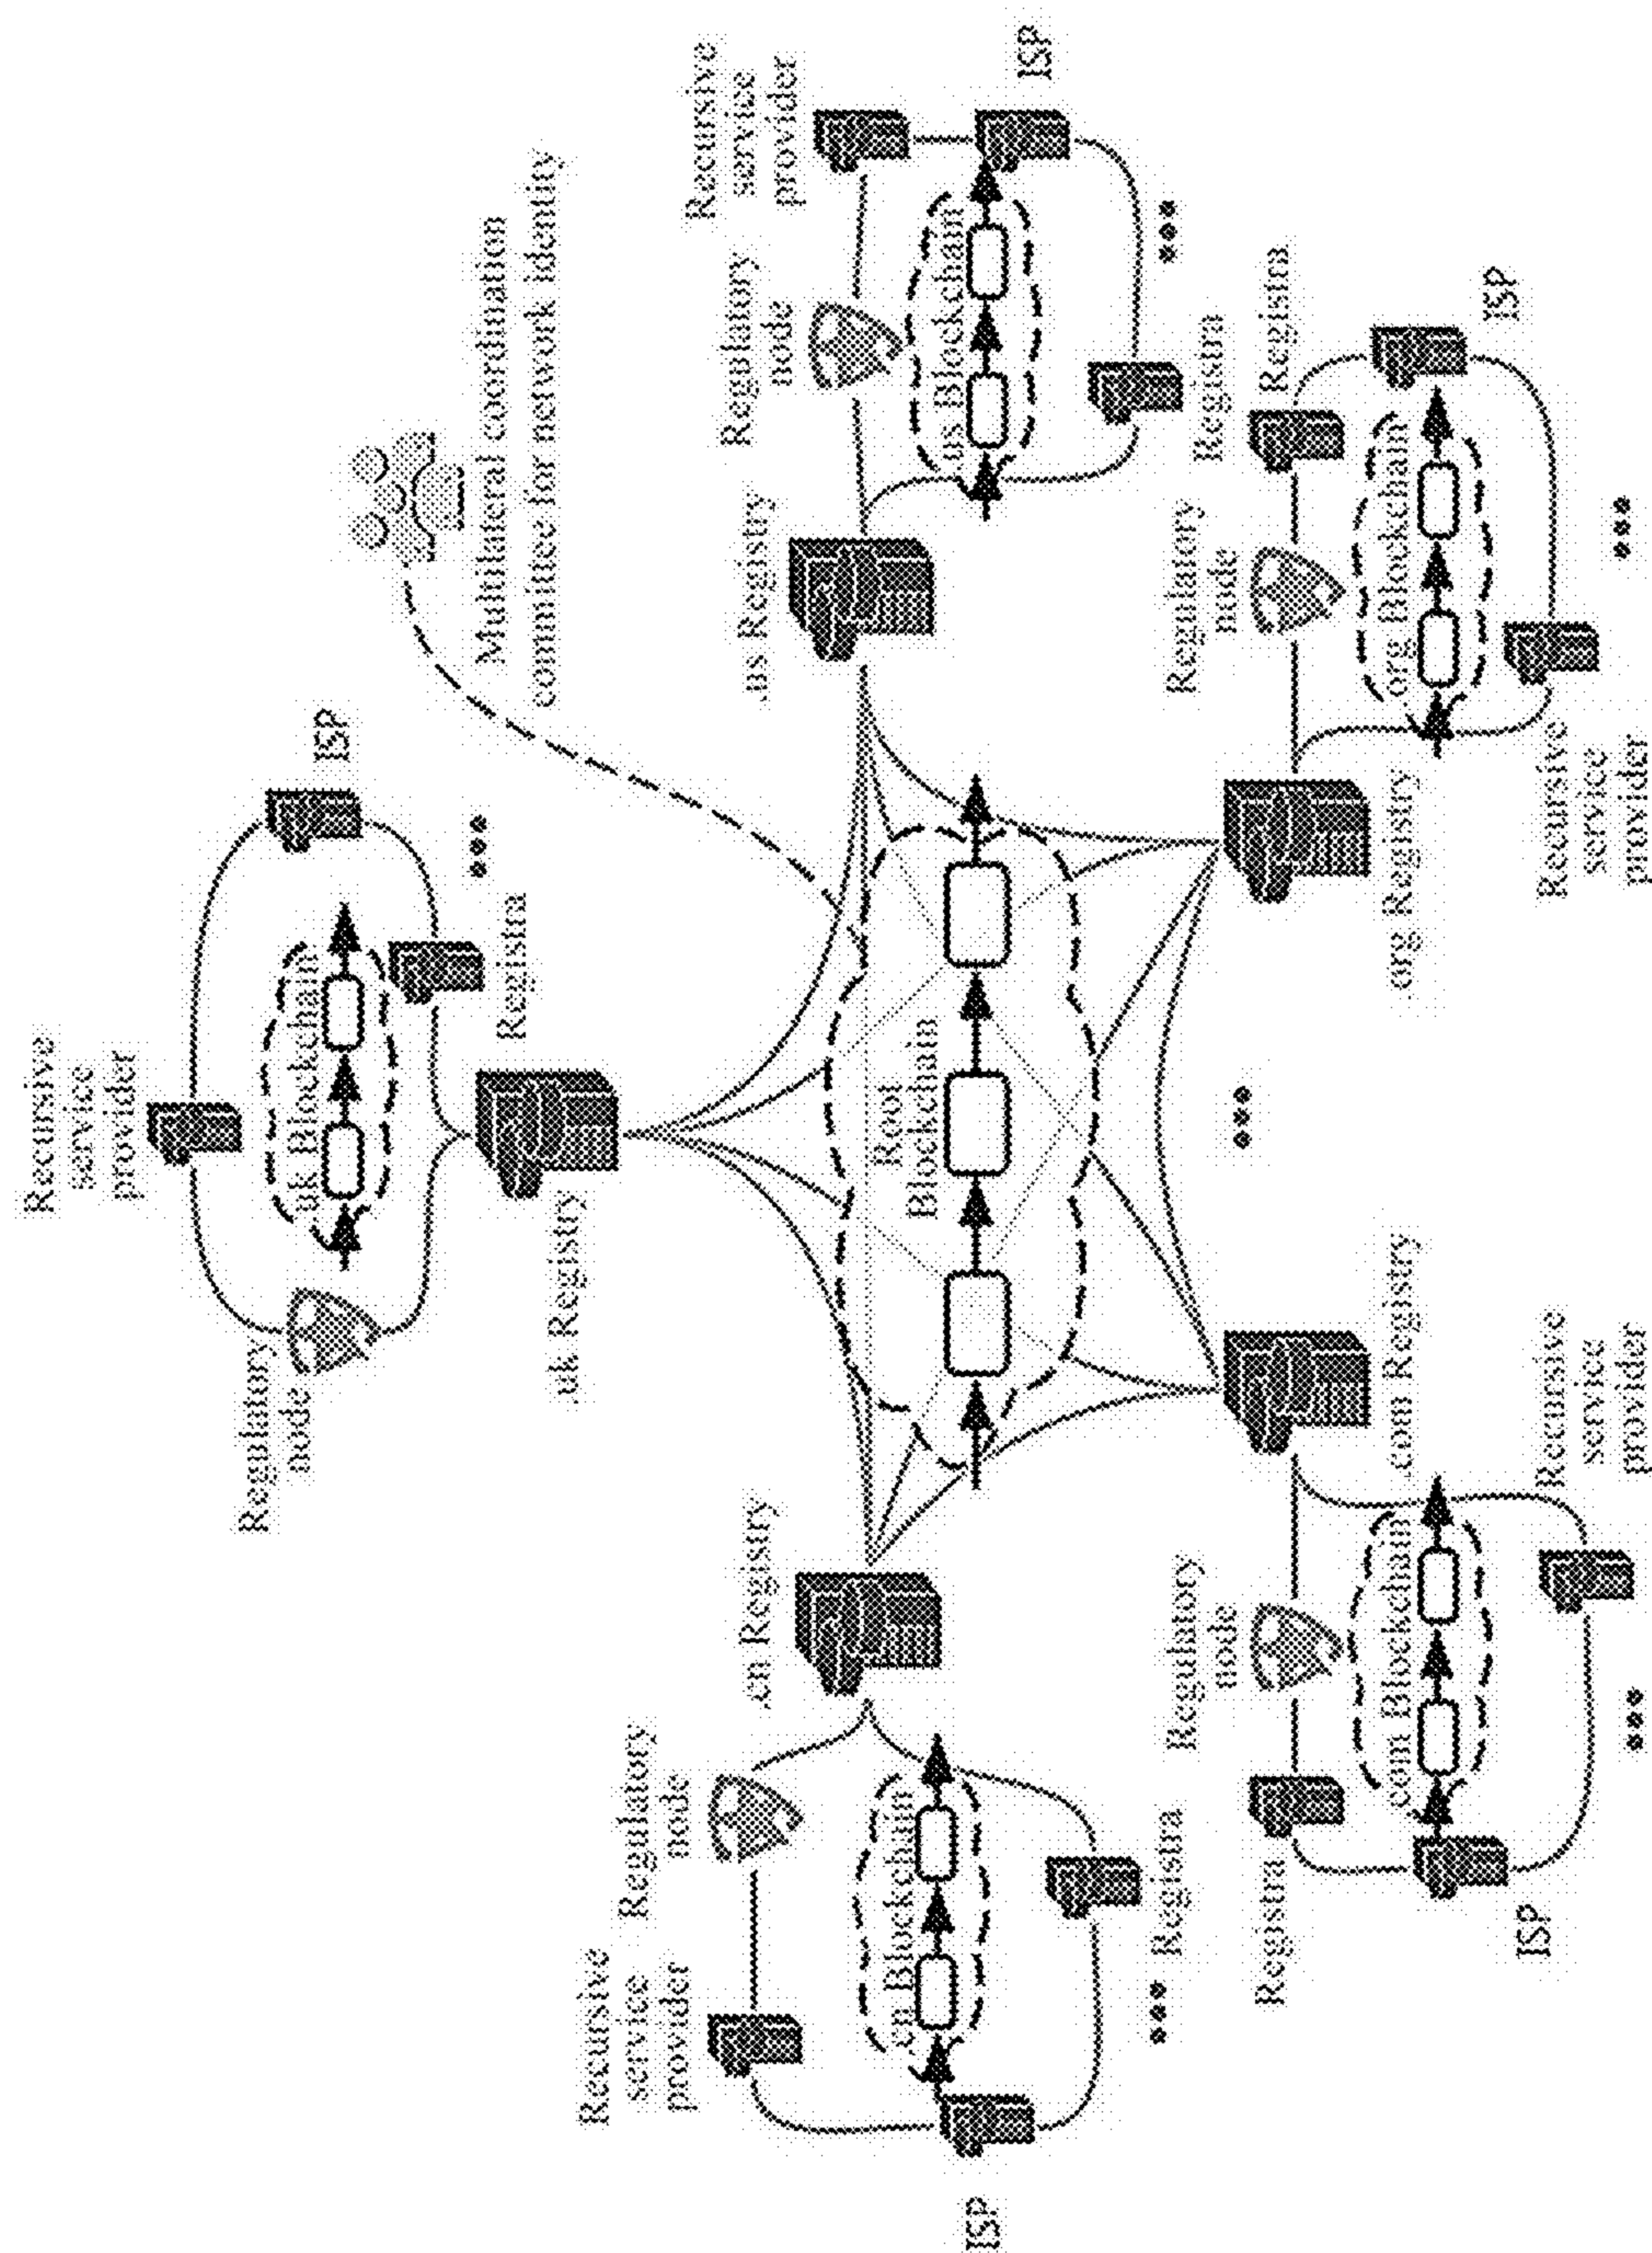 Recursive
service
provider
Regulatory
node
uk Blockchain
ISP
Registra
.uk Registry
Multilateral coordination
committee for network identity
Recursive
service
provider
Regulatory
node
.cn Registry
.cn Blockchain
ISP
Registra
Root
Blockchain
.us Registry
Regulatory
node
Recursive
service
provider
us Blockchain
ISP
Registra
Registra
Regulatory
node
com Blockchain
.com Registry
ISP
Recursive
service
provider
Regulatory
node
Registra
org Blockchain
.org Registry
ISP
Recursive
service
provider